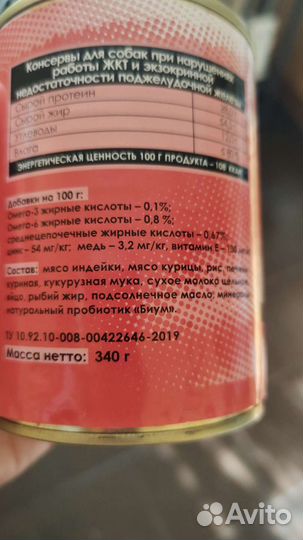 Консервы для собак при нарушениях
работы ЖКТ и экзокринной
недостаточности поджелудочной железы
Сырой протеин
Сырой жир
Углеводы
Влага
ЭНЕРГЕТИЧЕСКАЯ ЦЕННОСТЬ 100 Г ПРОДУКТА – 108 ККАЛ
Добавки на 100 г:
Омега-3 жирные кислоты – 0,1%;
Омега-6 жирные кислоты – 0,8 %;
среднецепочечные жирные кислоты – 0,67%
цинк – 54 мг/кг; медь – 3,2 мг/кг, витамин Е –
Состав: мясо индейки, мясо курицы, рис, печень
куриная, кукурузная мука, сухое молоко цельное,
яйцо, рыбий жир, подсолнечное масло,
натуральный пробиотик «Биум».
ТУ 10.92.10-008-00422646-2019
Масса нетто: 340 г
Avito